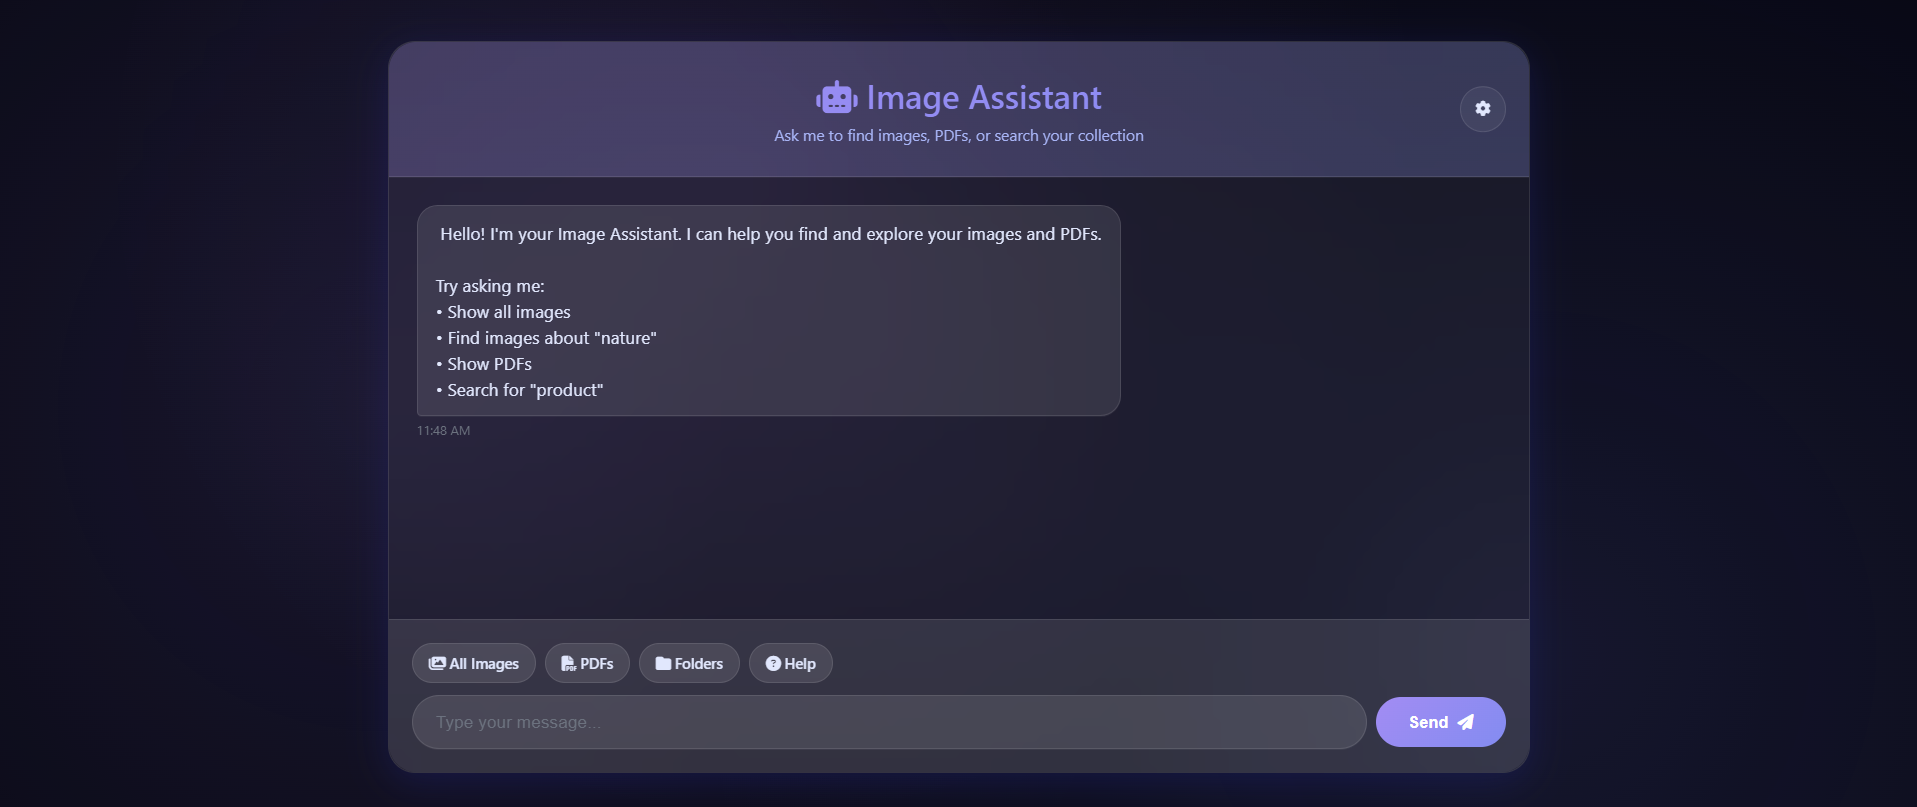 Image Assistant
Ask me to find images, PDFs, or search your collection
Hello! I'm your Image Assistant. I can help you find and explore your images and PDFs.
Try asking me:
• Show all images
• Find images about "nature"
• Show PDFs
• Search for "product"
11:48 AM
All Images
PDF PDFs
Folders
? Help
Type your message...
Send